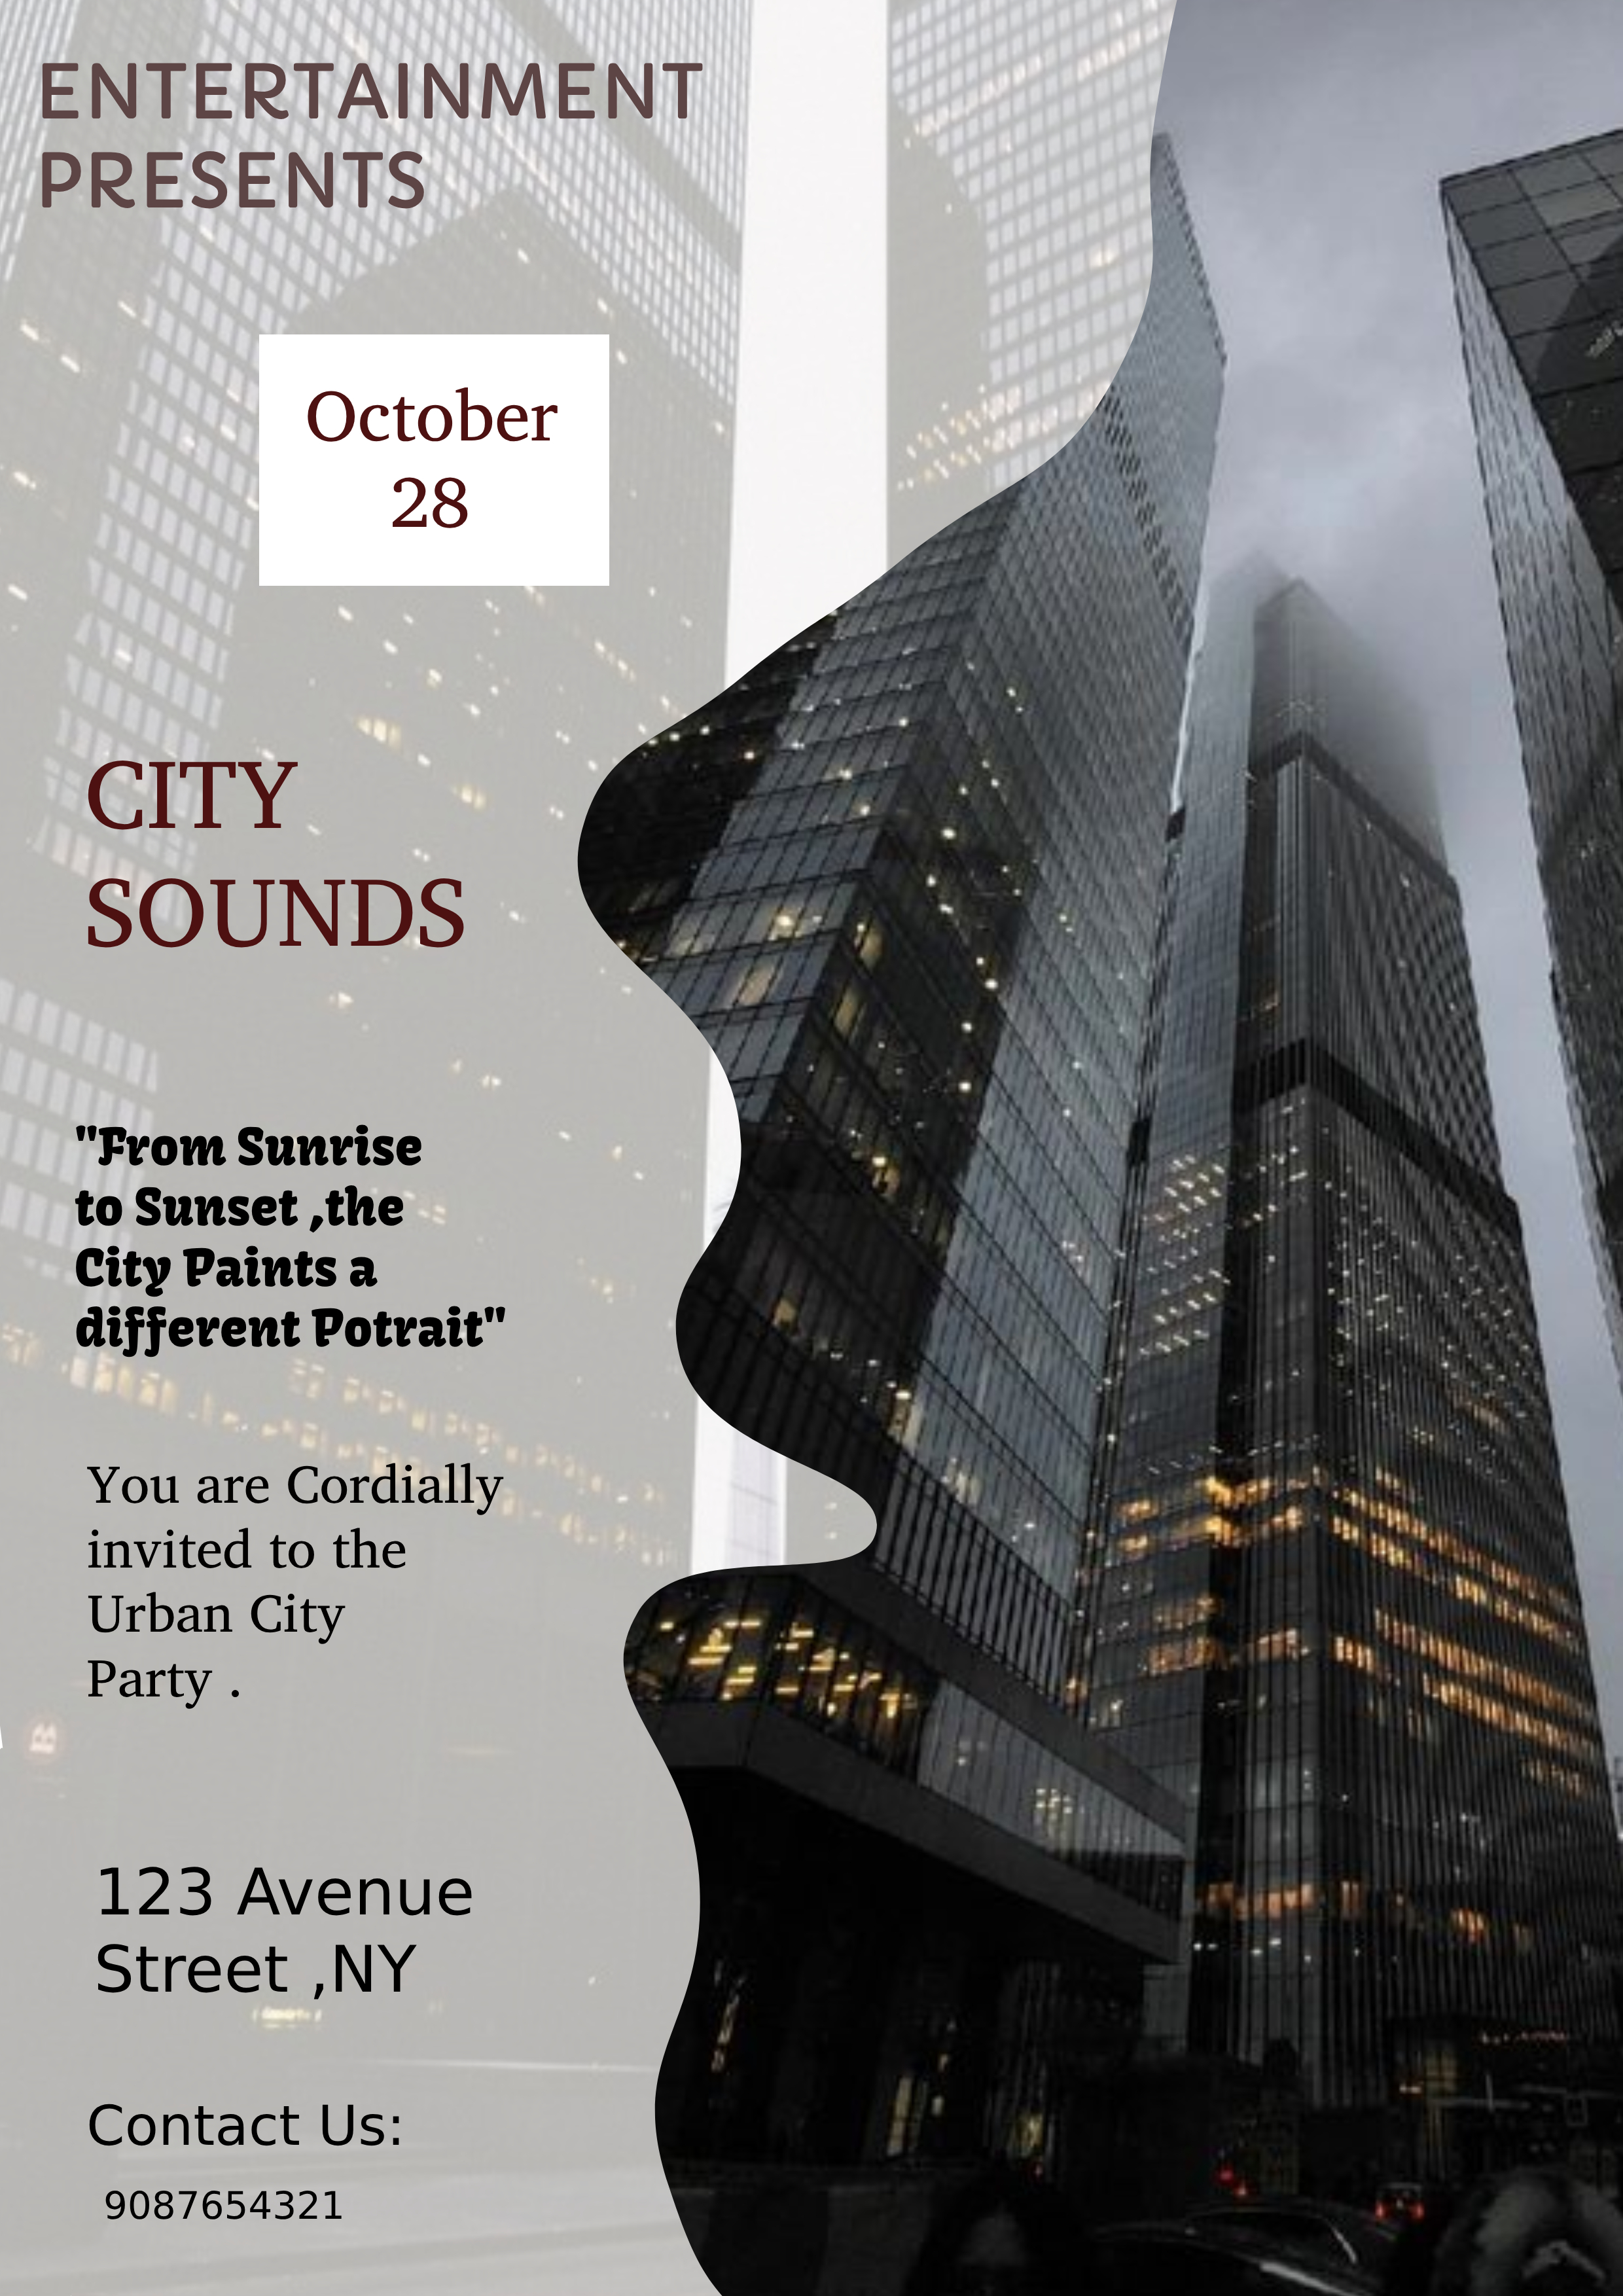 ENTERTAINMENT
PRESENTS
October
28
CITY
SOUNDS
"From Sunrise
to Sunset ,the
City Paints a
different Potrait"
You are Cordially
invited to the
Urban City
Party .
123 Avenue
Street ,NY
Contact Us:
9087654321